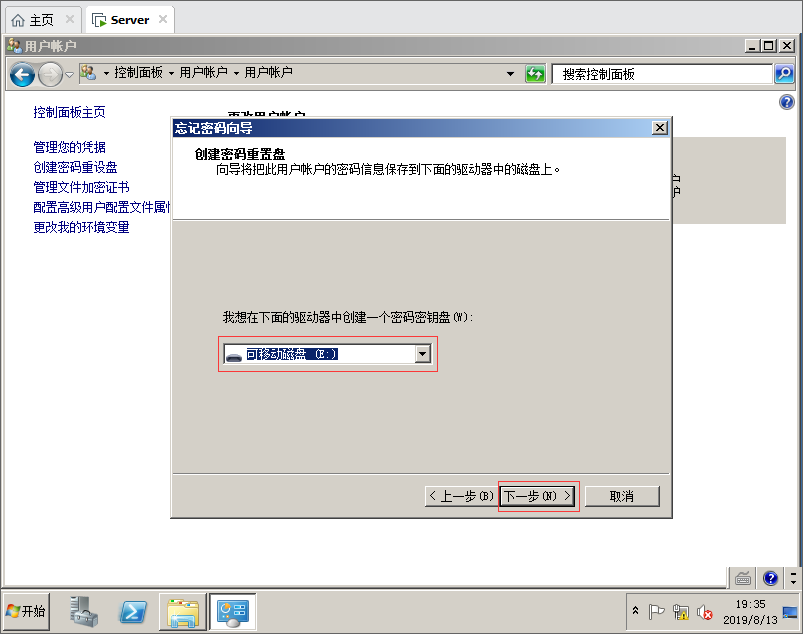 主页
Server
用户帐户
控制面板 用户帐户 用户帐户
搜索控制面板
控制面板主页
管理您的凭据
创建密码重设盘
管理文件加密证书
配置高级用户配置文件属性
更改我的环境变量
更改用户帐户
忘记密码向导
创建密码重置盘
向导将把此用户帐户的密码信息保存到下面的驱动器中的磁盘上。
我想在下面的驱动器中创建一个密码密钥盘(W):
可移动磁盘 (E:)
< 上一步(B)
下一步(N) >
取消
开始
19:35
2019/8/13